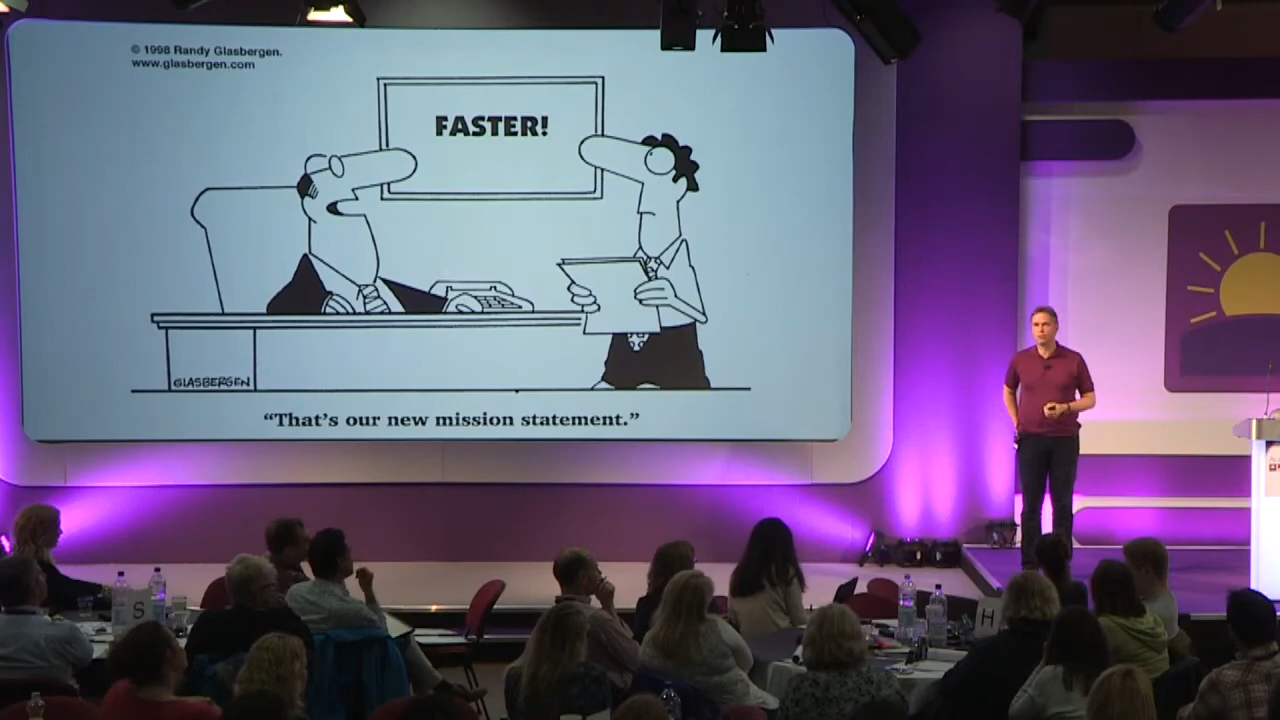 © 1998 Randy Glasbergen.
www.glasbergen.com
FASTER!
GLASBERGEN
“That’s our new mission statement.”
S
H